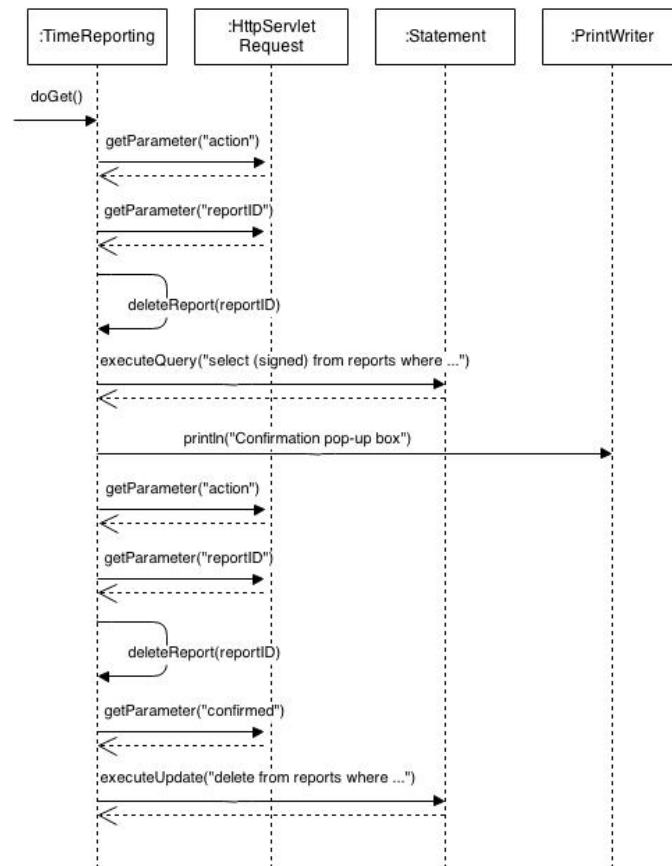 :TimeReporting
:HttpServlet
Request
:Statement
:PrintWriter
doGet()
getParameter("action")
getParameter("reportID")
deleteReport(reportID)
executeQuery("select (signed) from reports where ...")
println("Confirmation pop-up box")
getParameter("action")
getParameter("reportID")
deleteReport(reportID)
getParameter("confirmed")
executeUpdate("delete from reports where ...")